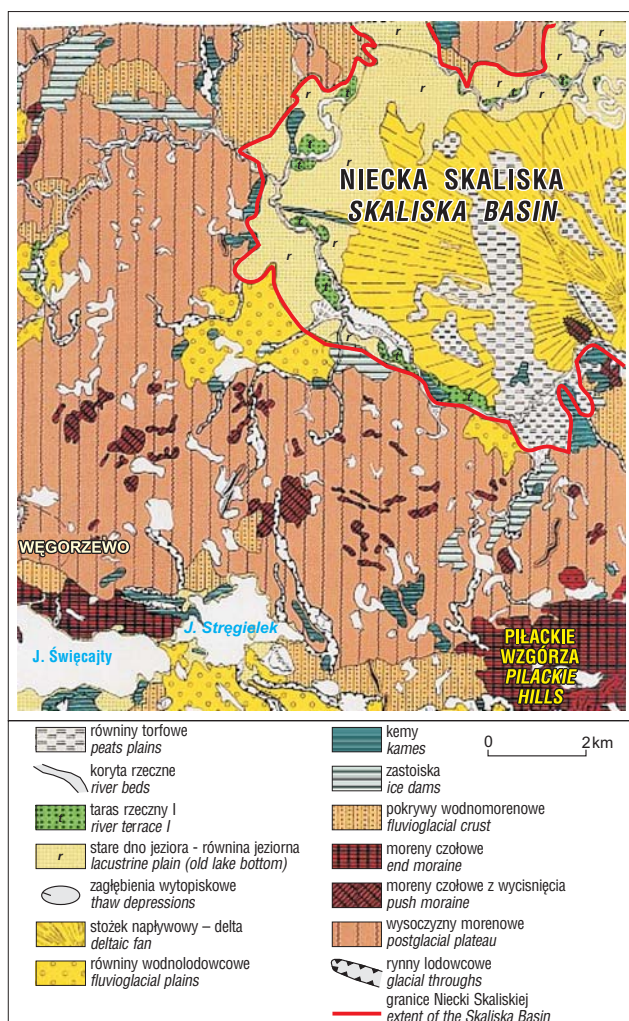 r
r
r
r
r
r
r
r
r
r
NIECKA SKALISKA
SKALISKA BASIN
WĘGORZEWO
J. Stręgielek
J. Święcajty
PIŁACKIE
WZGÓRZA
PILACKIE
HILLS
równiny torfowe
peats plains
koryta rzeczne
river beds
r
taras rzeczny I
river terrace I
r
stare dno jeziora - równina jeziorna
lacustrine plain (old lake bottom)
zagłębienia wytopiskowe
thaw depressions
stożek napływowy – delta
deltaic fan
równiny wodnolodowcowe
fluvioglacial plains
kemy
kames
0 2 km
zastoiska
ice dams
pokrywy wodnomorenowe
fluvioglacial crust
moreny czołowe
end moraine
moreny czołowe z wyciśnięcia
push moraine
wysoczyzny morenowe
postglacial plateau
rynny lodowcowe
glacial throughs
granice Niecki Skaliskiej
extent of the Skaliska Basin